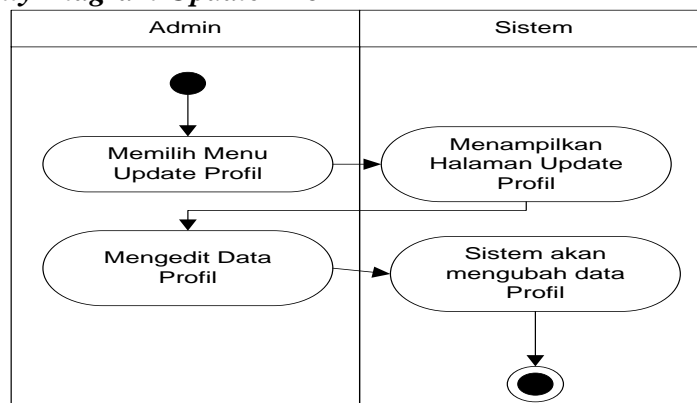 Admin
Sistem
Memilih Menu
Update Profil
Menampilkan
Halaman Update
Profil
Mengedit Data
Profil
Sistem akan
mengubah data
Profil